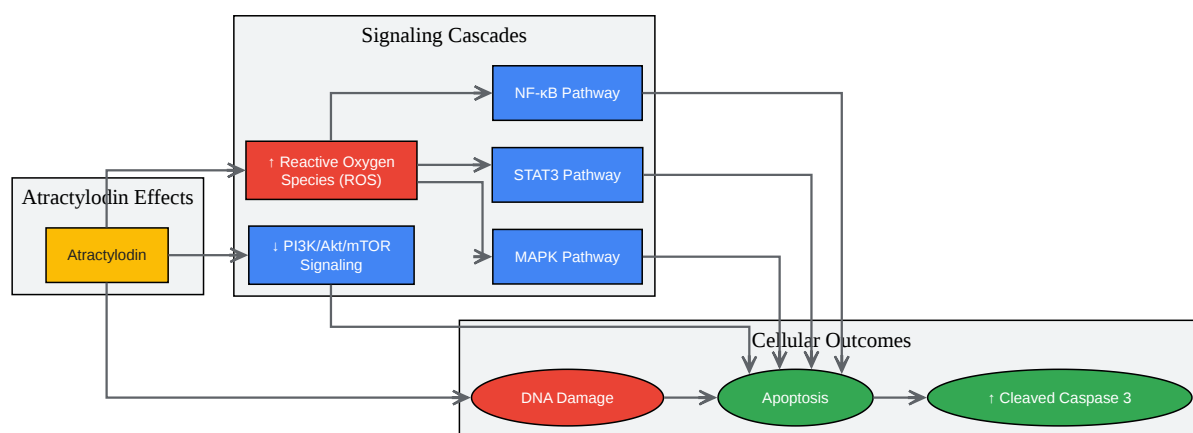 Signaling Cascades
NF-κB Pathway
↑ Reactive Oxygen
Species (ROS)
STAT3 Pathway
Atractylodin Effects
Atractylodin
↓ PI3K/Akt/mTOR
Signaling
MAPK Pathway
Cellular Outcomes
DNA Damage
Apoptosis
↑ Cleaved Caspase 3